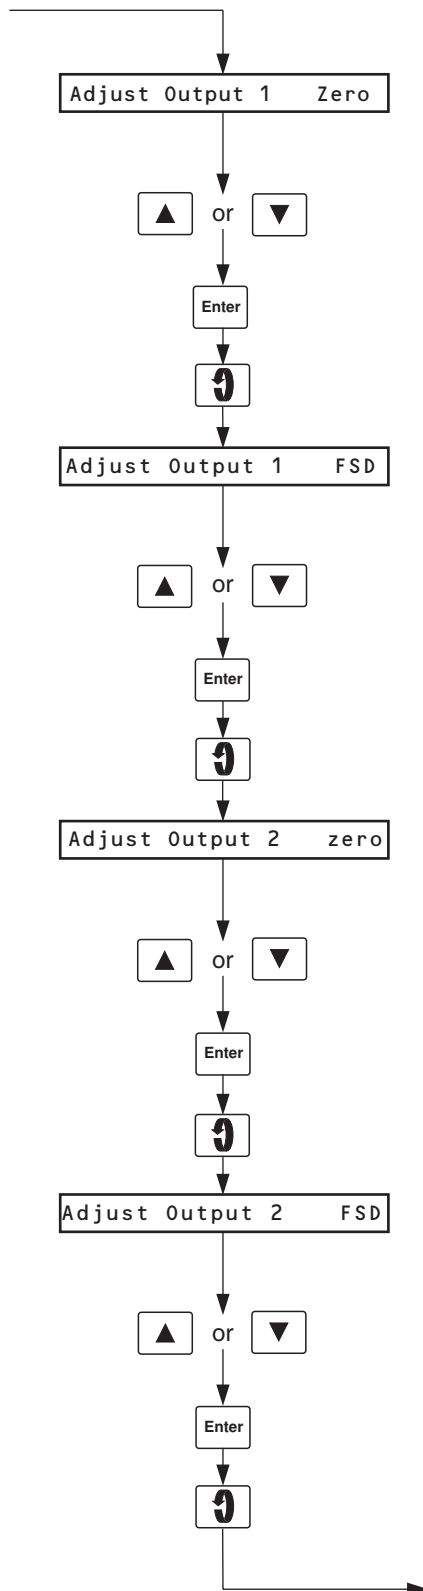 Adjust Output 1 Zero
▲ or ▼
Enter
Adjust Output 1 FSD
▲ or ▼
Enter
Adjust Output 2 zero
▲ or ▼
Enter
Adjust Output 2 FSD
▲ or ▼
Enter